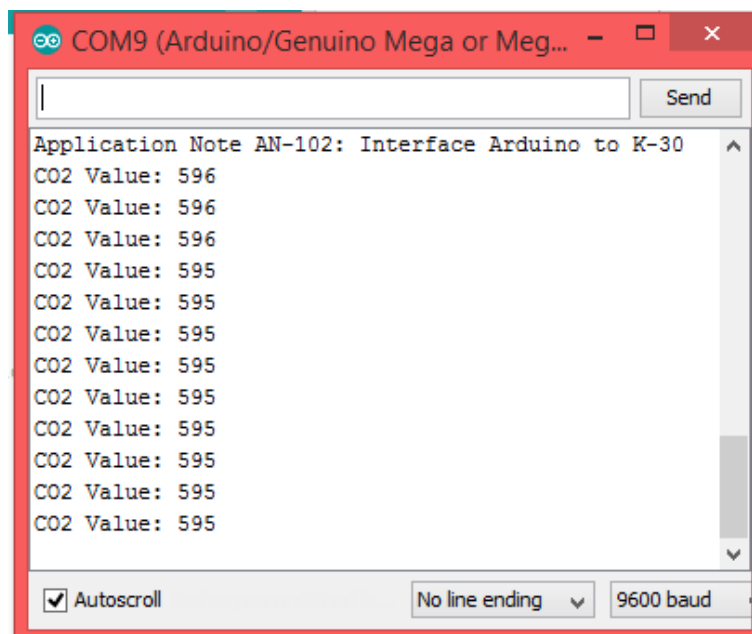 COM9 (Arduino/Genuino Mega or Meg...
Send
Application Note AN-102: Interface Arduino to K-30
CO2 Value: 596
CO2 Value: 596
CO2 Value: 596
CO2 Value: 595
CO2 Value: 595
CO2 Value: 595
CO2 Value: 595
CO2 Value: 595
CO2 Value: 595
CO2 Value: 595
CO2 Value: 595
CO2 Value: 595
Autoscroll No line ending 9600 baud